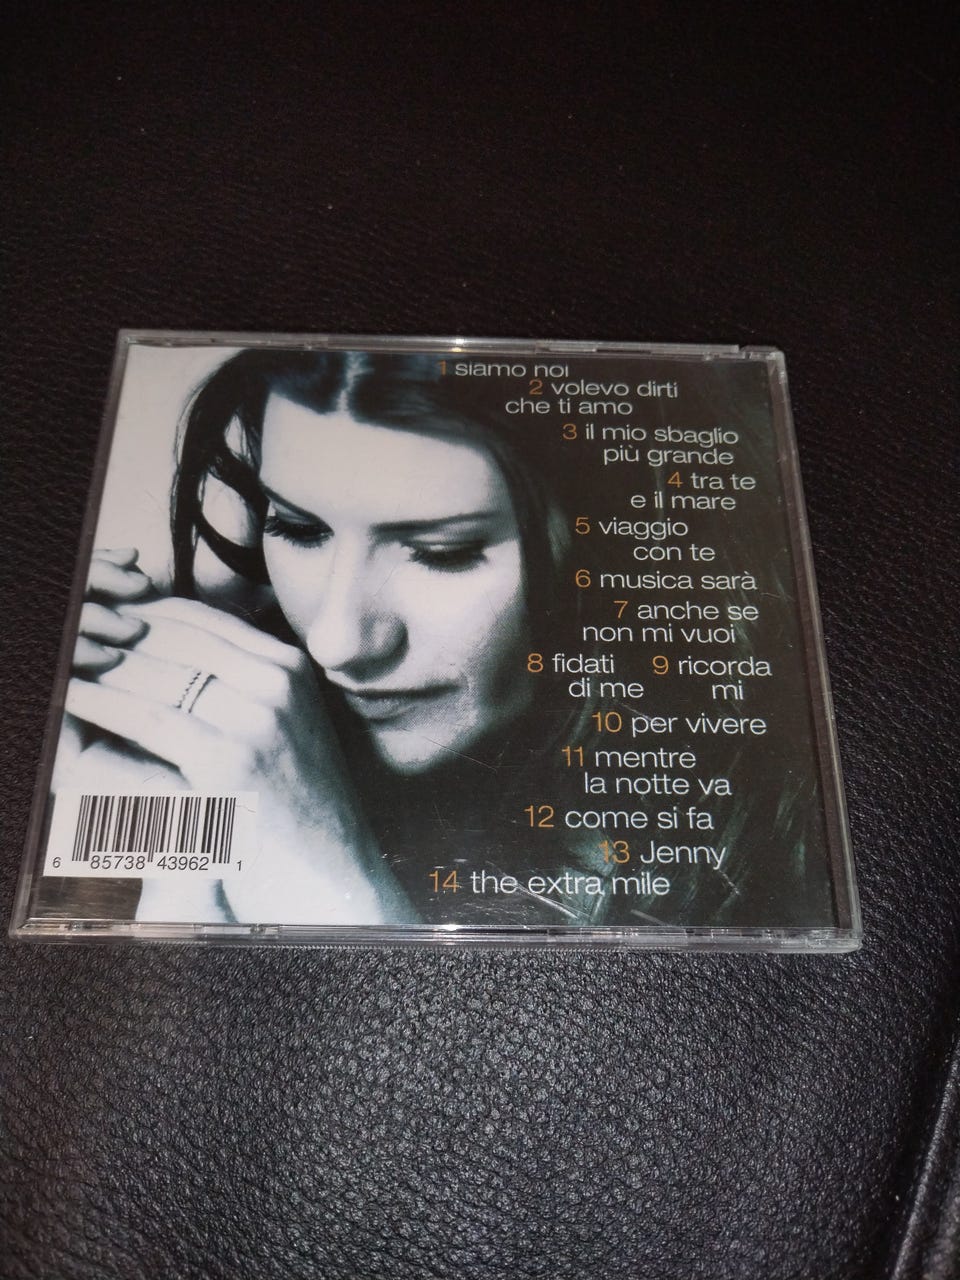 1 siamo noi
2 volevo dirti
che ti amo
3 il mio sbaglio
più grande
4 tra te
e il mare
5 viaggio
con te
6 musica sarà
7 anche se
non mi vuoi
8 fidati
di me
9 ricorda
mi
10 per vivere
11 mentre
la notte va
12 come si fa
13 Jenny
14 the extra mile
6 85738 43962 1